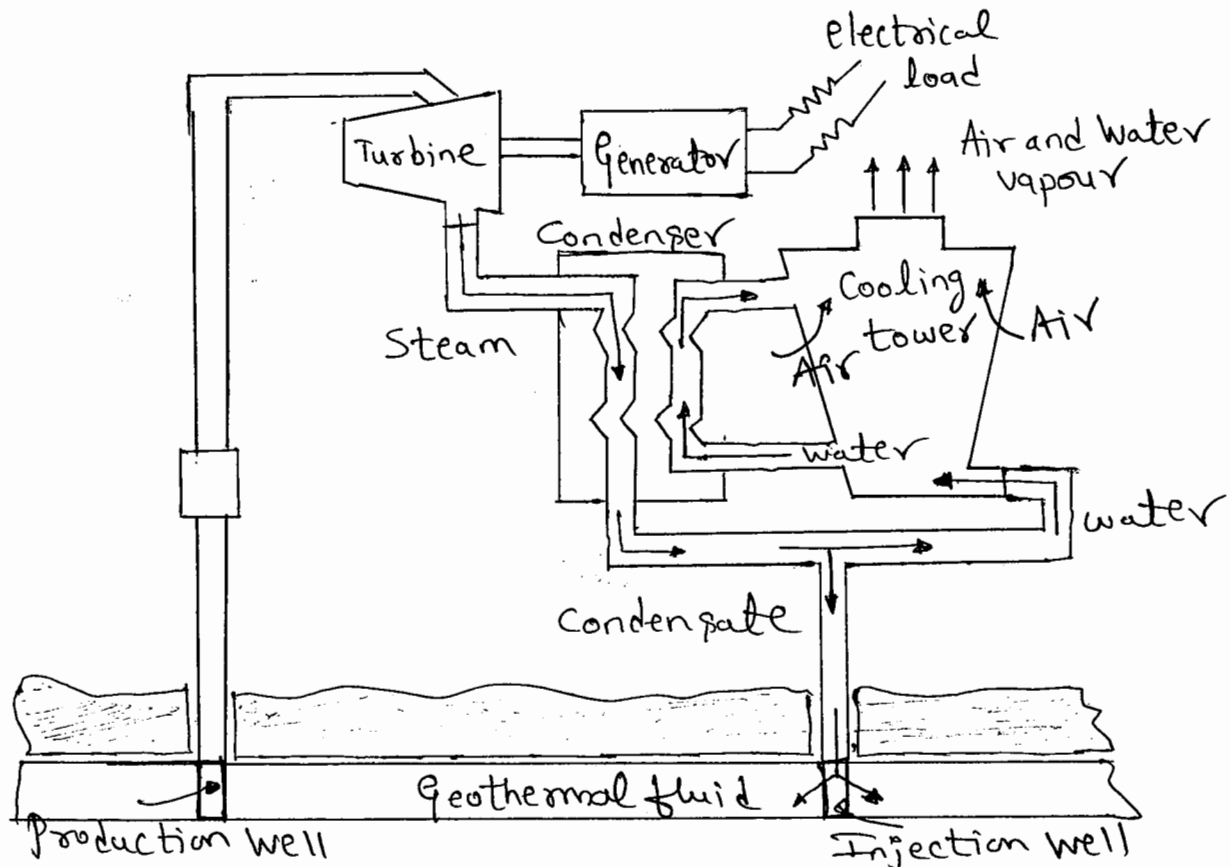 electrical
load
Air and Water
vapour
Turbine
Generator
Condenser
Cooling
tower
Air
Air
Steam
water
water
Condensate
Geothermal fluid
Production Well
Injection Well